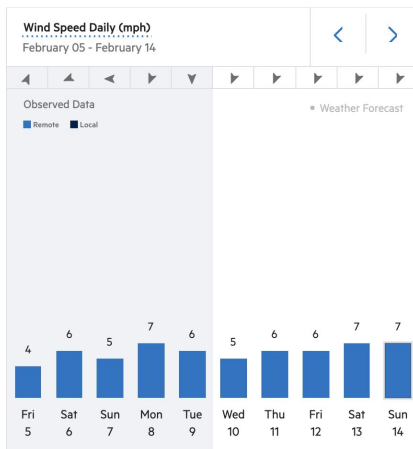 Wind Speed Daily (mph)
February 05 - February 14
Observed Data
Weather Forecast
Remote Local
4 6 5 7 6 5 6 6 7 7
Fri Sat Sun Mon Tue Wed Thu Fri Sat Sun
5 6 7 8 9 10 11 12 13 14